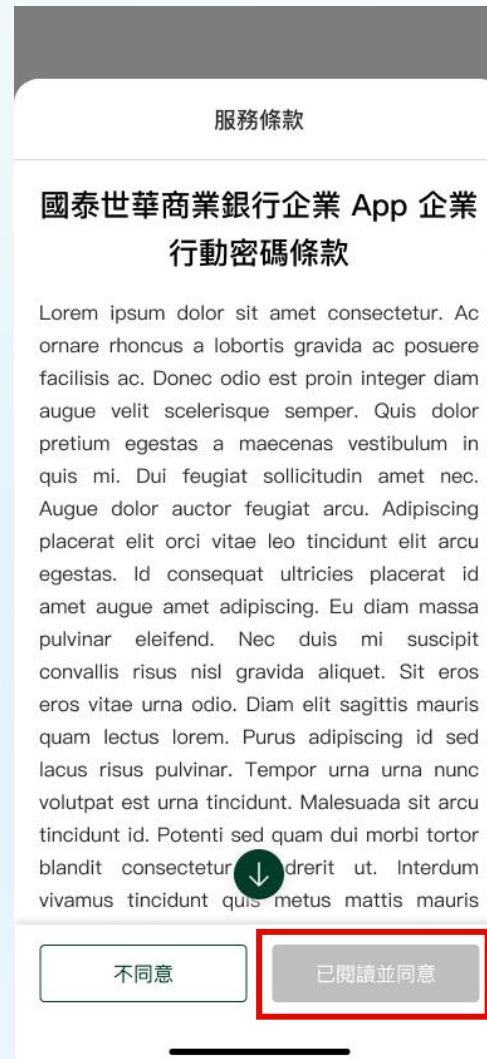 服務條款
國泰世華商業銀行企業 App 企業
行動密碼條款
Lorem ipsum dolor sit amet consectetur. Ac
ornare rhoncus a lobortis gravida ac posuere
facilisis ac. Donec odio est proin integer diam
augue velit scelerisque semper. Quis dolor
pretium egestas a maecenas vestibulum in
quis mi. Dui feugiat sollicitudin amet nec.
Augue dolor auctor feugiat arcu. Adipiscing
placerat elit orci vitae leo tincidunt elit arcu
egestas. Id consequat ultricies placerat id
amet augue amet adipiscing. Eu diam massa
pulvinar eleifend. Nec duis mi suscipit
convallis risus nisl gravida aliquet. Sit eros
eros vitae urna odio. Diam elit sagittis mauris
quam lectus lorem. Purus adipiscing id sed
lacus risus pulvinar. Tempor urna urna nunc
volutpat est urna tincidunt. Malesuada sit arcu
tincidunt id. Potenti sed quam dui morbi tortor
blandit consectetur drerit ut. Interdum
vivamus tincidunt quis metus mattis mauris
不同意
已閱讀並同意